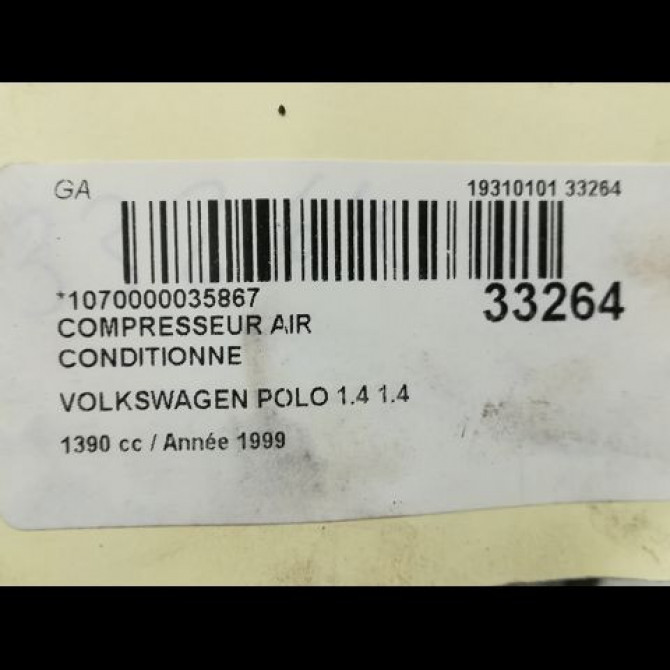 GA
19310101 33264
*1070000035867
33264
COMPRESSEUR AIR
CONDITIONNE
VOLKSWAGEN POLO 1.4 1.4
1390 cc / Année 1999